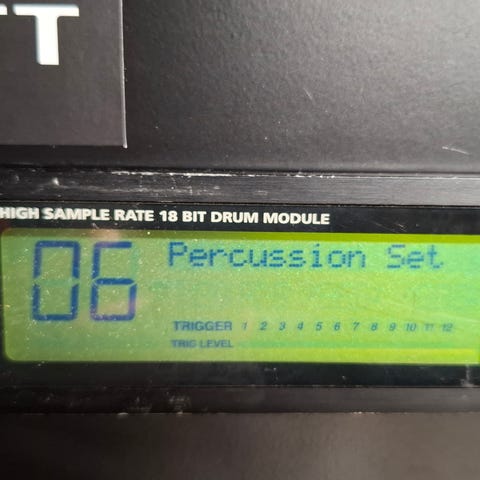 TT
HIGH SAMPLE RATE 18 BIT DRUM MODULE
06 Percussion Set
TRIGGER 1 2 3 4 5 6 7 8 9 10 11 12
TRIG LEVEL